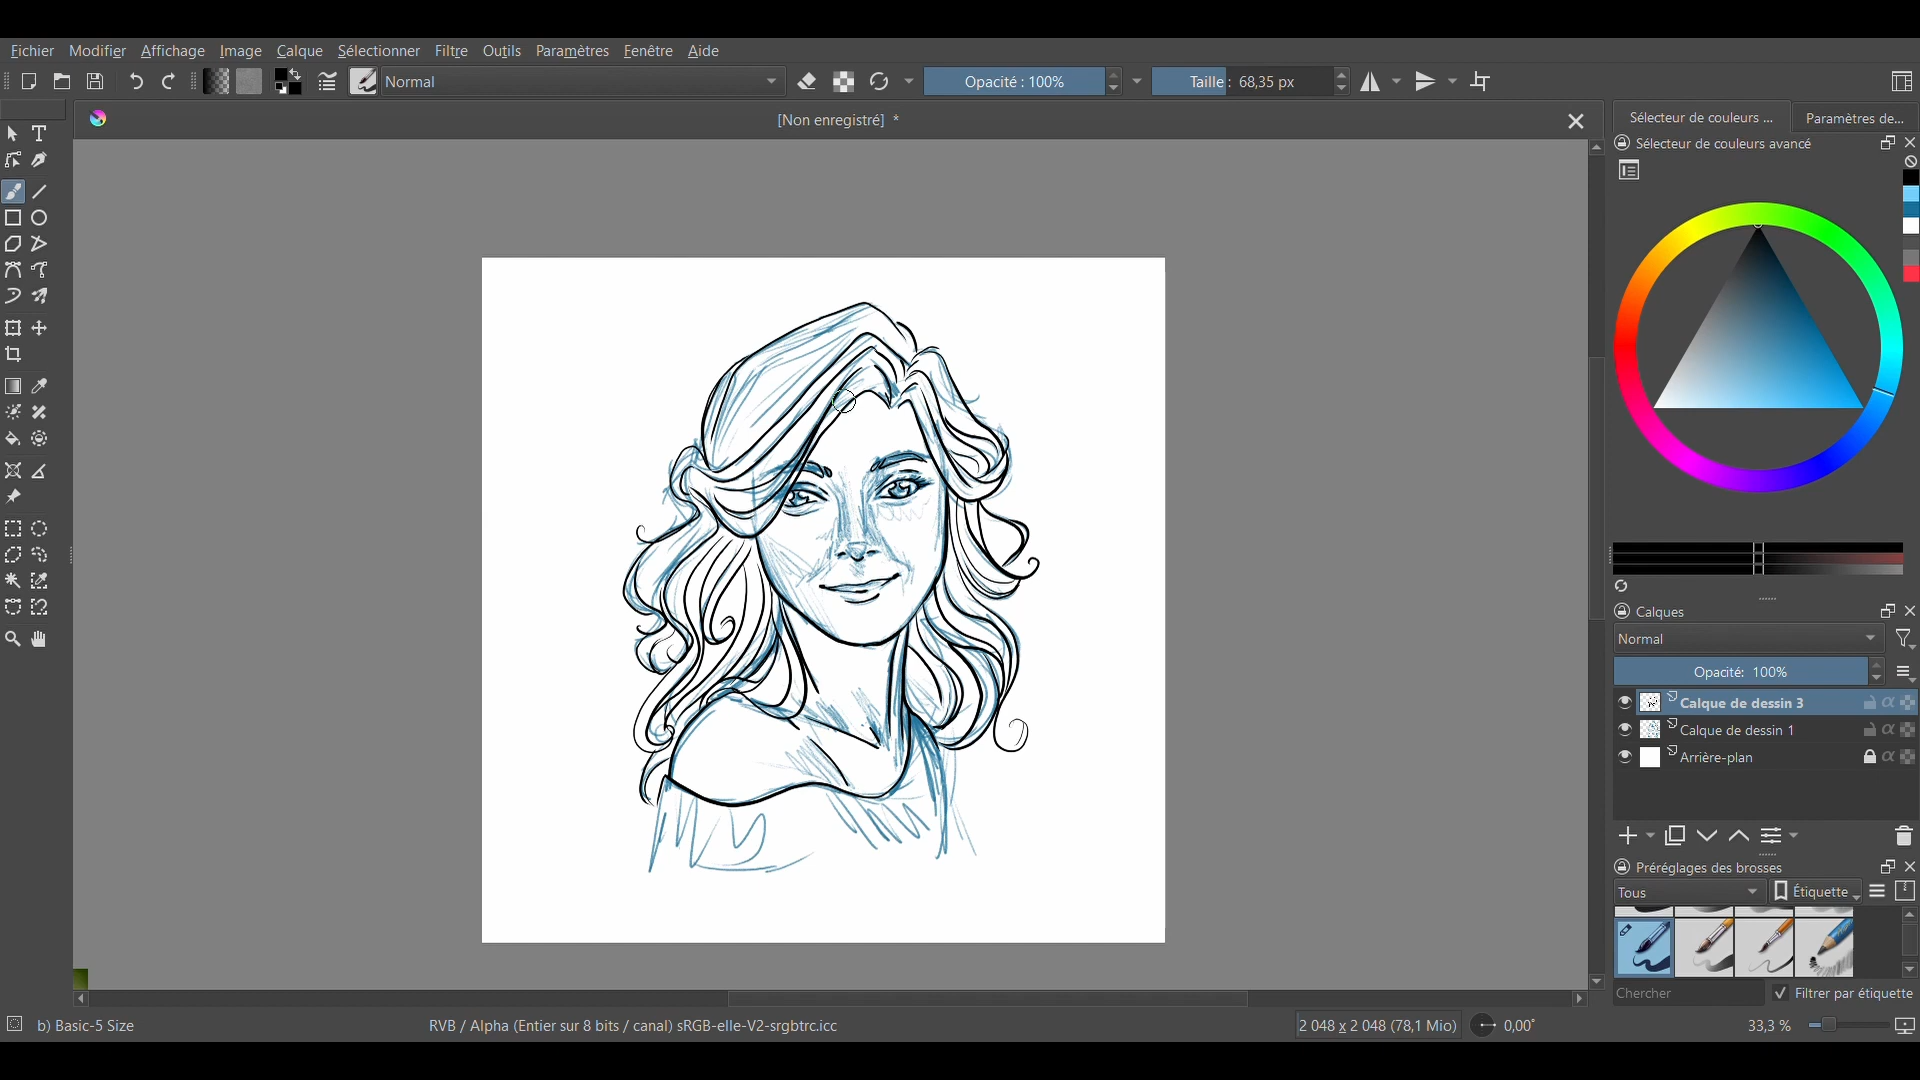 Fichier Modifier Affichage Image Calque Sélectionner Filtre Outils Paramètres Fenêtre Aide
Normal Opacité : 100% Taille : 68,35 px
[Non enregistré] *
Sélecteur de couleurs ... Paramètres de...
Sélecteur de couleurs avancé
Calques
Normal
Opacité: 100%
Calque de dessin 3
Calque de dessin 1
Arrière-plan
Préréglages des brosses
Tous Étiquette
Chercher Filtrer par étiquette
b) Basic-5 Size RVB / Alpha (Entier sur 8 bits / canal) sRGB-elle-V2-srgbtrc.icc 2 048 x 2 048 (78,1 Mio) 0,00° 33,3 %